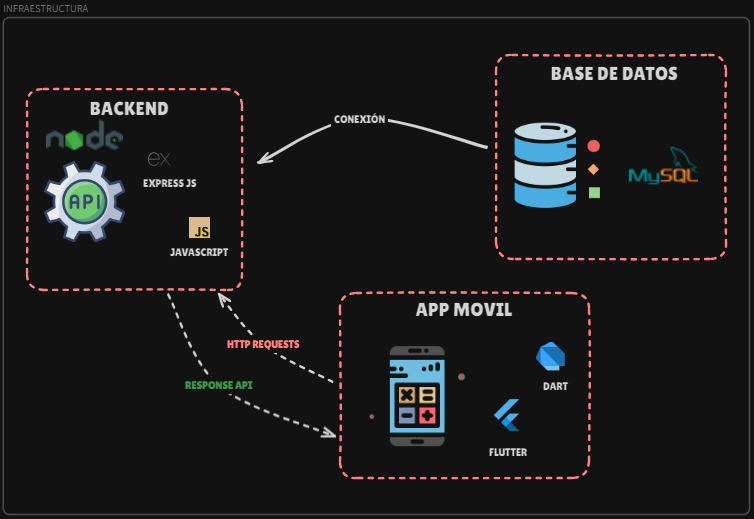 INFRAESTRUCTURA
BACKEND
node
ex
EXPRESS JS
API
JS
JAVASCRIPT
CONEXIÓN
BASE DE DATOS
MySQL
HTTP REQUESTS
RESPONSE API
APP MOVIL
DART
FLUTTER